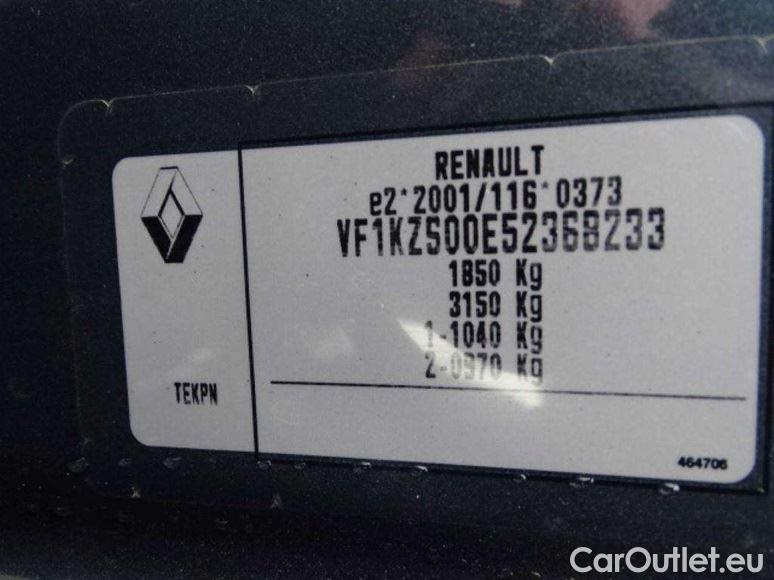 RENAULT
e2*2001/116*0373
VF1KZS00E52368233
1850 Kg
3150 Kg
1-1040 Kg
2-0970 Kg
TEKPN
464706
CarOutlet.eu